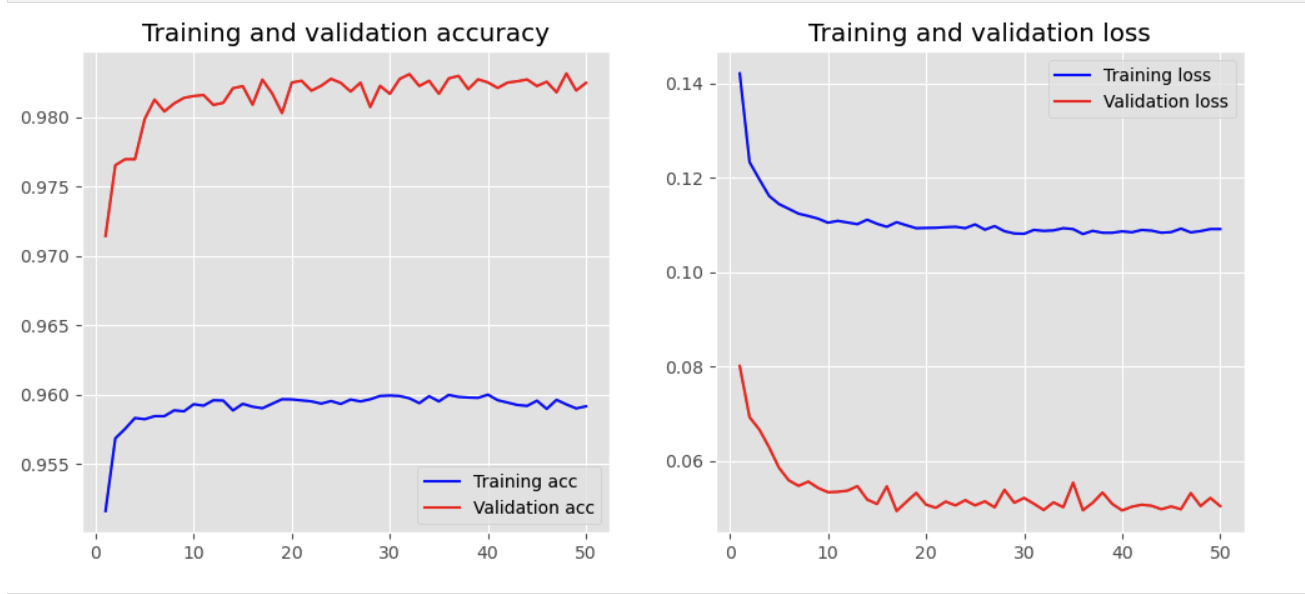 Training and validation accuracy
0.980
0.975
0.970
0.965
0.960
0.955
Training acc
Validation acc
0 10 20 30 40 50
Training and validation loss
Training loss
Validation loss
0.14
0.12
0.10
0.08
0.06
0 10 20 30 40 50